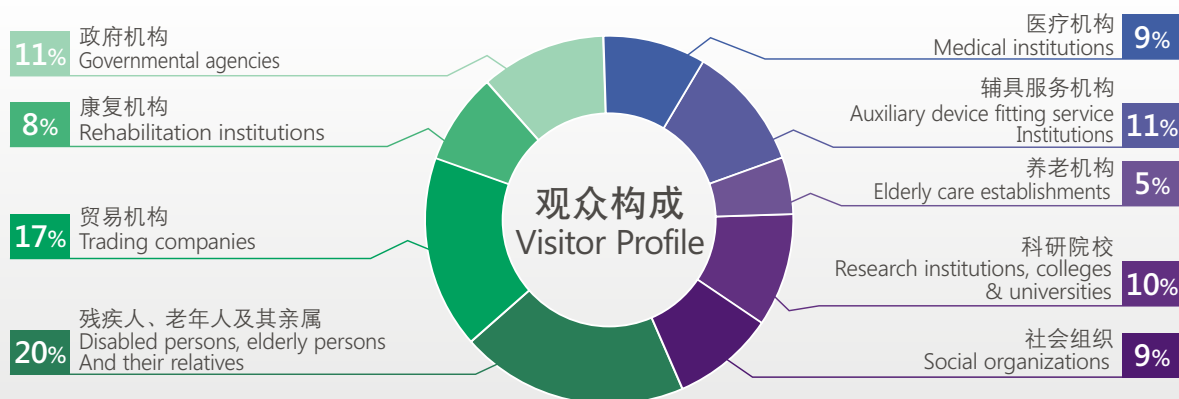 11%
政府机构
Governmental agencies
8%
康复机构
Rehabilitation institutions
17%
贸易机构
Trading companies
20%
残疾人、老年人及其亲属
Disabled persons, elderly persons
And their relatives
观众构成
Visitor Profile
医疗机构
Medical institutions
9%
辅具服务机构
Auxiliary device fitting service
Institutions
11%
养老机构
Elderly care establishments
5%
科研院校
Research institutions, colleges
& universities
10%
社会组织
Social organizations
9%